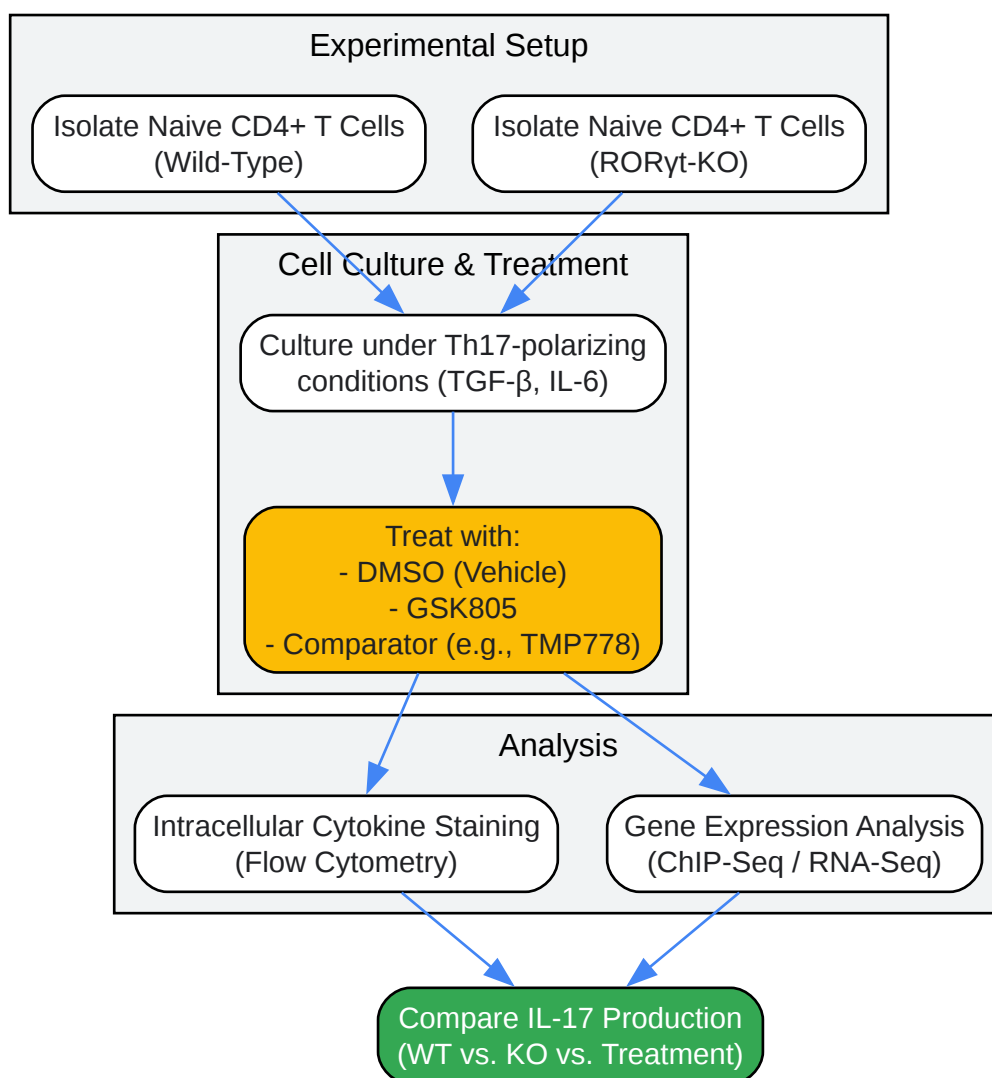 Experimental Setup
Isolate Naive CD4+ T Cells
(Wild-Type)
Isolate Naive CD4+ T Cells
(RORγt-KO)
Cell Culture & Treatment
Culture under Th17-polarizing
conditions (TGF-β, IL-6)
Treat with:
- DMSO (Vehicle)
- GSK805
- Comparator (e.g., TMP778)
Analysis
Intracellular Cytokine Staining
(Flow Cytometry)
Gene Expression Analysis
(ChIP-Seq / RNA-Seq)
Compare IL-17 Production
(WT vs. KO vs. Treatment)